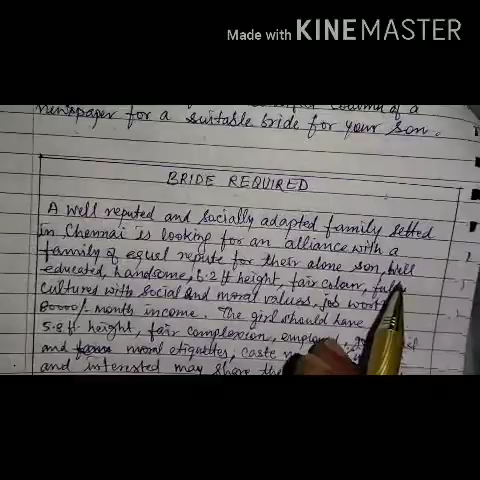 Made with KINEMASTER
column of a
newspaper for a suitable bride for your son.
BRIDE REQUIRED
A well reputed and socially adapted family settled
in Chennai is looking for an alliance with a
family of equal repute for their alone son, well
educated, handsome, 6.2 ft height, fair colour, fully
cultured with social and moral values, job
80000/- month income. The girl should have
5.8 ft height, fair complexion,
and moral etiquettes, caste
and interested may share